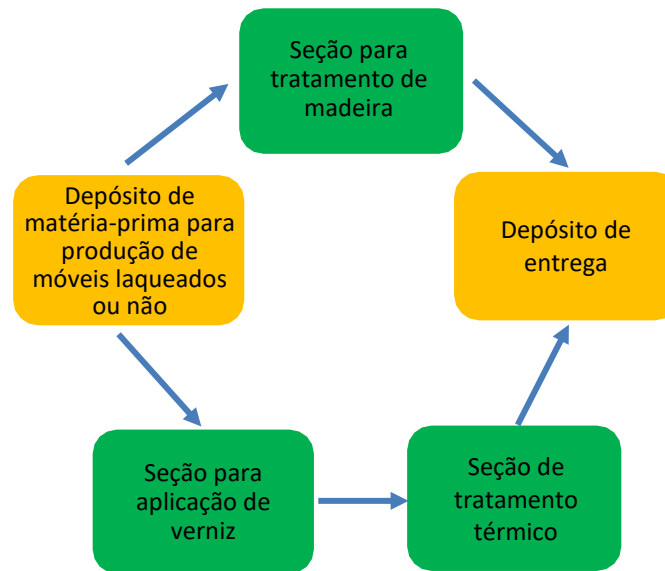 Seção para
tratamento de
madeira
Depósito de
matéria-prima para
produção de
móveis laqueados
ou não
Depósito de
entrega
Seção para
aplicação de
verniz
Seção de
tratamento
térmico